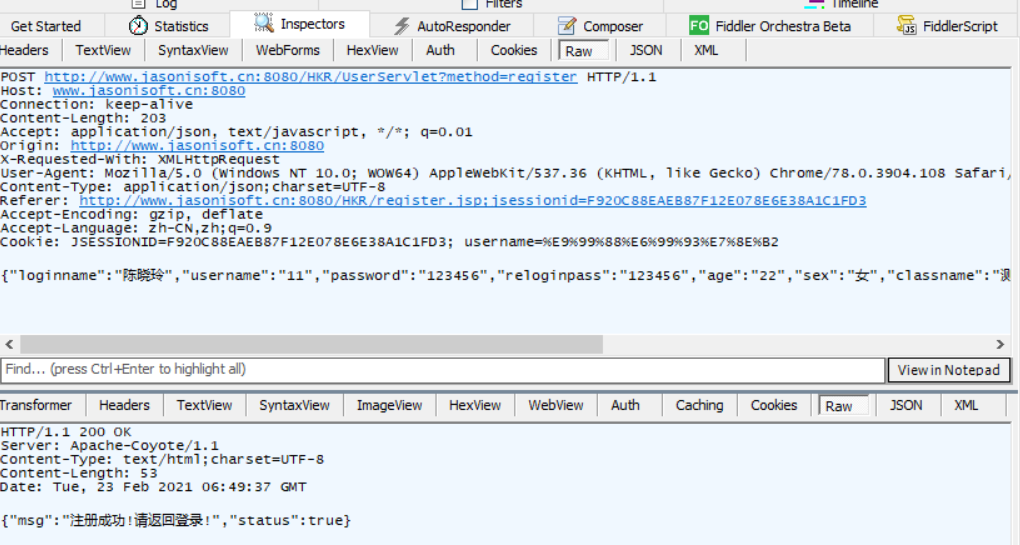 Log
Filters
Timeline
Get Started
Statistics
Inspectors
AutoResponder
Composer
FO Fiddler Orchestra Beta
JS FiddlerScript
Headers TextView SyntaxView WebForms HexView Auth Cookies Raw JSON XML
POST http://www.jasonisoft.cn:8080/HKR/UserServlet?method=register HTTP/1.1
Host: www.jasonisoft.cn:8080
Connection: keep-alive
Content-Length: 203
Accept: application/json, text/javascript, */*; q=0.01
Origin: http://www.jasonisoft.cn:8080
X-Requested-With: XMLHttpRequest
User-Agent: Mozilla/5.0 (Windows NT 10.0; WOW64) AppleWebKit/537.36 (KHTML, like Gecko) Chrome/78.0.3904.108 Safari/
Content-Type: application/json;charset=UTF-8
Referer: http://www.jasonisoft.cn:8080/HKR/register.jsp;jsessionid=F920C88EAEB87F12E078E6E38A1C1FD3
Accept-Encoding: gzip, deflate
Accept-Language: zh-CN,zh;q=0.9
Cookie: JSESSIONID=F920C88EAEB87F12E078E6E38A1C1FD3; username=%E9%99%88%E6%99%93%E7%8E%B2
{"loginname":"陈晓玲","username":"11","password":"123456","reloginpass":"123456","age":"22","sex":"女","classname":"测
Find... (press Ctrl+Enter to highlight all)
View in Notepad
Transformer Headers TextView SyntaxView ImageView HexView WebView Auth Caching Cookies Raw JSON XML
HTTP/1.1 200 OK
Server: Apache-Coyote/1.1
Content-Type: text/html;charset=UTF-8
Content-Length: 53
Date: Tue, 23 Feb 2021 06:49:37 GMT
{"msg":"注册成功!请返回登录!","status":true}